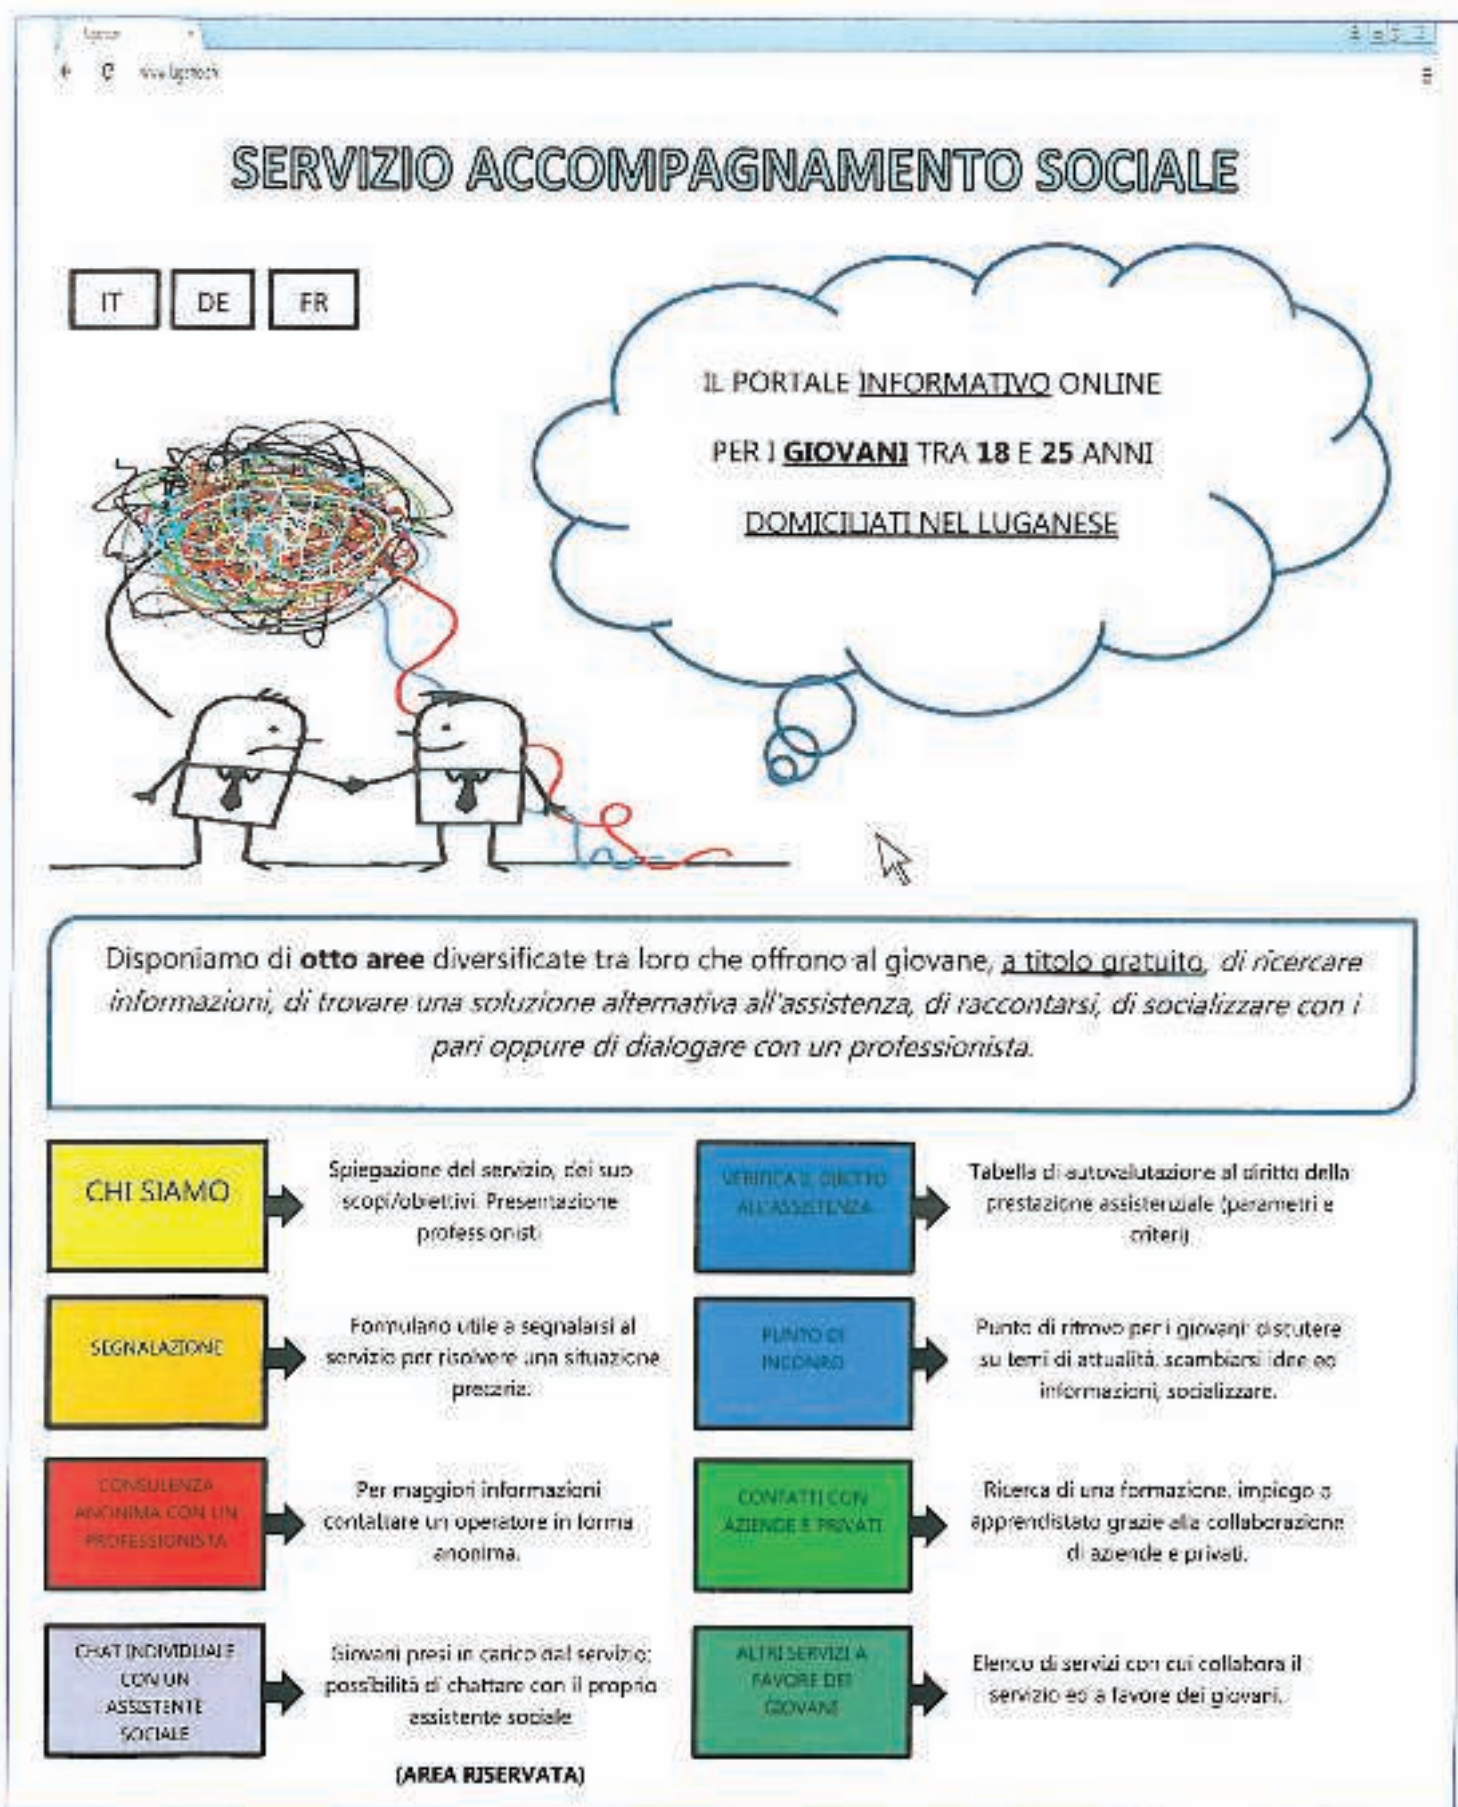 SERVIZIO ACCOMPAGNAMENTO SOCIALE
IT DE FR
IL PORTALE INFORMATIVO ONLINE
PER I GIOVANI TRA 18 E 25 ANNI
DOMICILIATI NEL LUGANESE
Disponiamo di otto aree diversificate tra loro che offrono al giovane, a titolo gratuito, di ricercare
informazioni, di trovare una soluzione alternativa all'assistenza, di raccontarsi, di socializzare con i
pari oppure di dialogare con un professionista.
CHI SIAMO
Spiegazione del servizio, dei suo
scopi/obiettivi. Presentazione
professionisti
VERIFICA IL DIRITTO
ALL'ASSISTENZA
Tabella di autovalutazione al diritto della
prestazione assistenziale (parametri e
criteri)
SEGNALAZIONE
Formulario utile a segnalarsi al
servizio per risolvere una situazione
precaria.
PUNTO DI
INCONRO
Punto di ritrovo per i giovani: discutere
su temi di attualità, scambiarsi idee ed
informazioni, socializzare.
CONSULENZA
ANONIMA CON UN
PROFESSIONISTA
Per maggiori informazioni
contattare un operatore in forma
anonima.
CONTATTI CON
AZIENDE E PRIVATI
Ricerca di una formazione, impiego o
apprendistato grazie alla collaborazione
di aziende e privati.
CHAT INDIVIDUALE
CON UN
ASSISTENTE
SOCIALE
Giovani presi in carico dal servizio:
possibilità di chattare con il proprio
assistente sociale
(AREA RISERVATA)
ALTRI SERVIZI A
FAVORE DEI
GIOVANI
Elenco di servizi con cui collabora il
servizio ed a favore dei giovani.